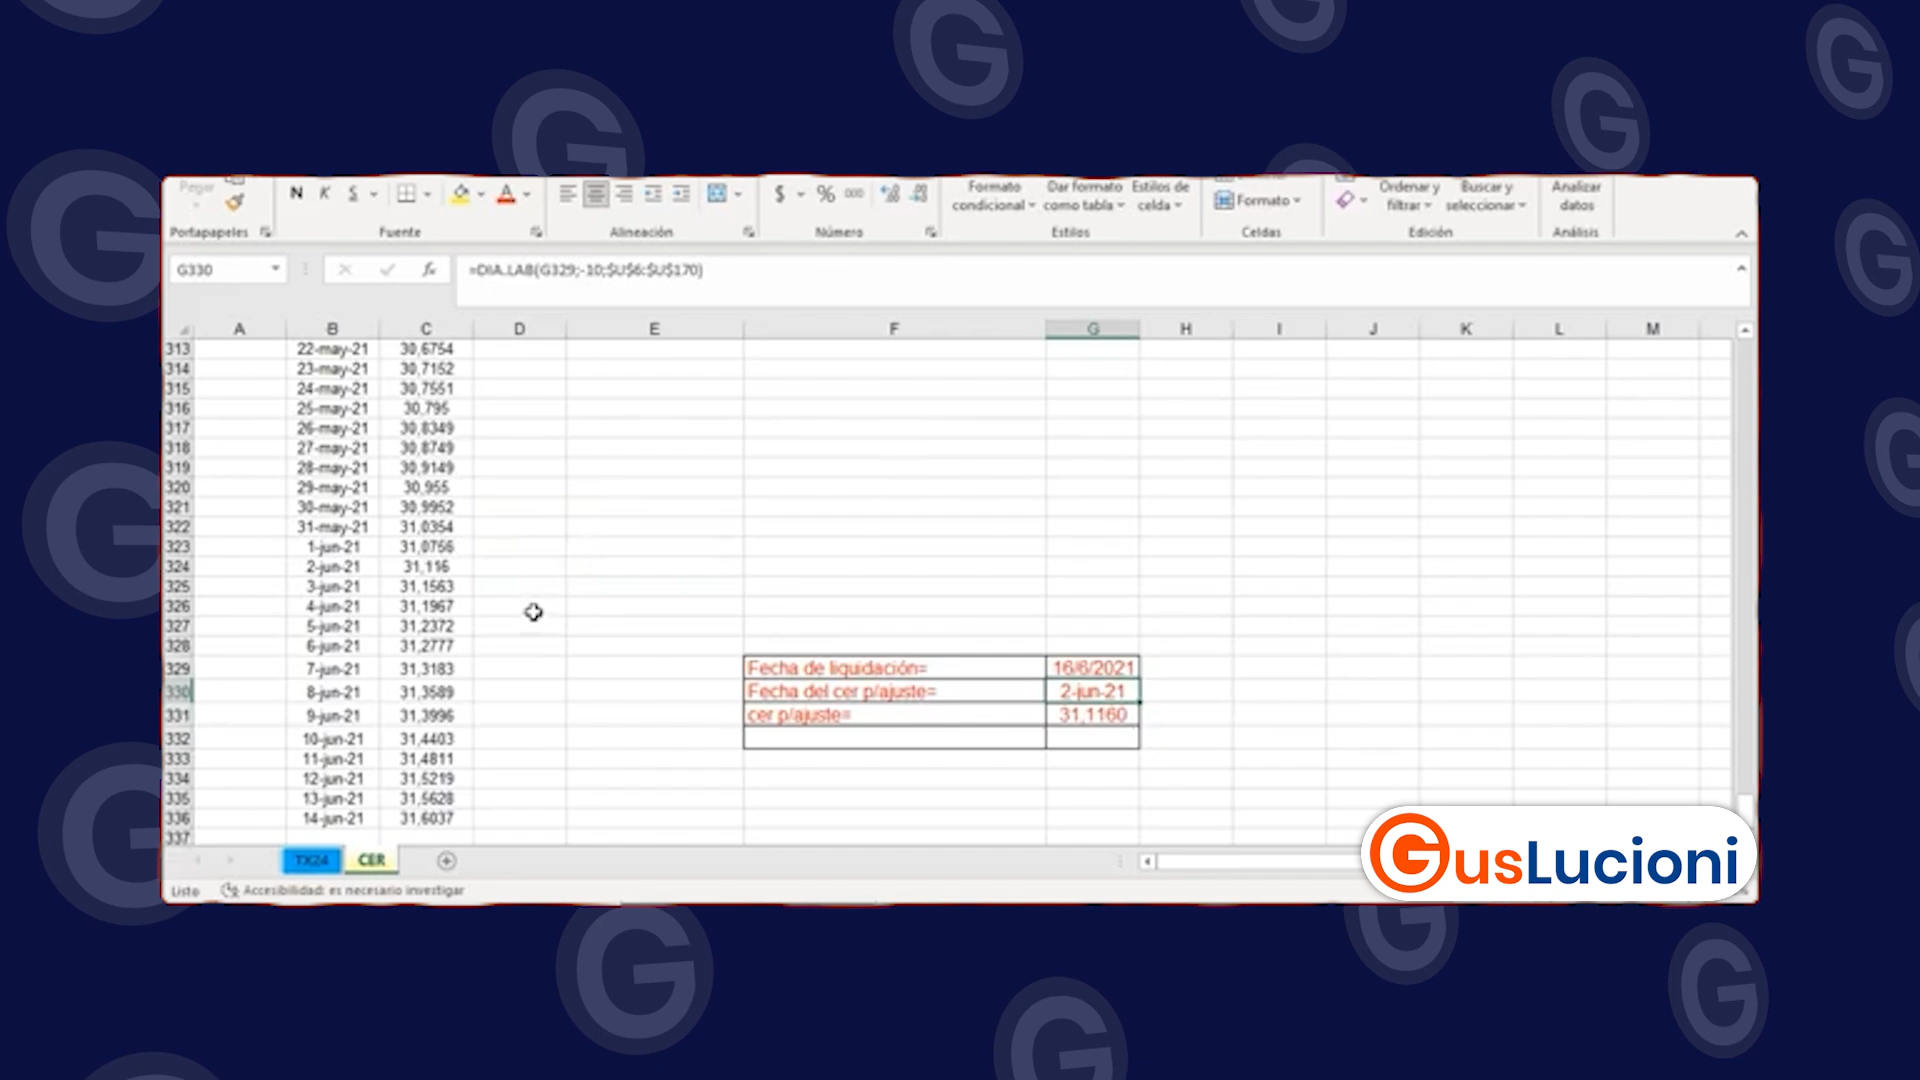 Pegar
N K S
$ % 000
Formato condicional
Dar formato como tabla
Estilos de celda
Formato
Ordenar y filtrar
Buscar y seleccionar
Analizar datos
Portapapeles Fuente Alineación Número Estilos Celdas Edición Análisis
G330 fx =DIA.LAB(G329;-10;$U$6:$U$170)
A B C D E F G H I J K L M
313 22-may-21 30,6754
314 23-may-21 30,7152
315 24-may-21 30,7551
316 25-may-21 30,795
317 26-may-21 30,8349
318 27-may-21 30,8749
319 28-may-21 30,9149
320 29-may-21 30,955
321 30-may-21 30,9952
322 31-may-21 31,0354
323 1-jun-21 31,0756
324 2-jun-21 31,116
325 3-jun-21 31,1563
326 4-jun-21 31,1967
327 5-jun-21 31,2372
328 6-jun-21 31,2777
329 7-jun-21 31,3183 Fecha de liquidación= 16/6/2021
330 8-jun-21 31,3589 Fecha del cer p/ajuste= 2-jun-21
331 9-jun-21 31,3996 cer p/ajuste= 31,1160
332 10-jun-21 31,4403
333 11-jun-21 31,4811
334 12-jun-21 31,5219
335 13-jun-21 31,5628
336 14-jun-21 31,6037
337
TX24 CER
Listo Accesibilidad: es necesario investigar
GusLucioni